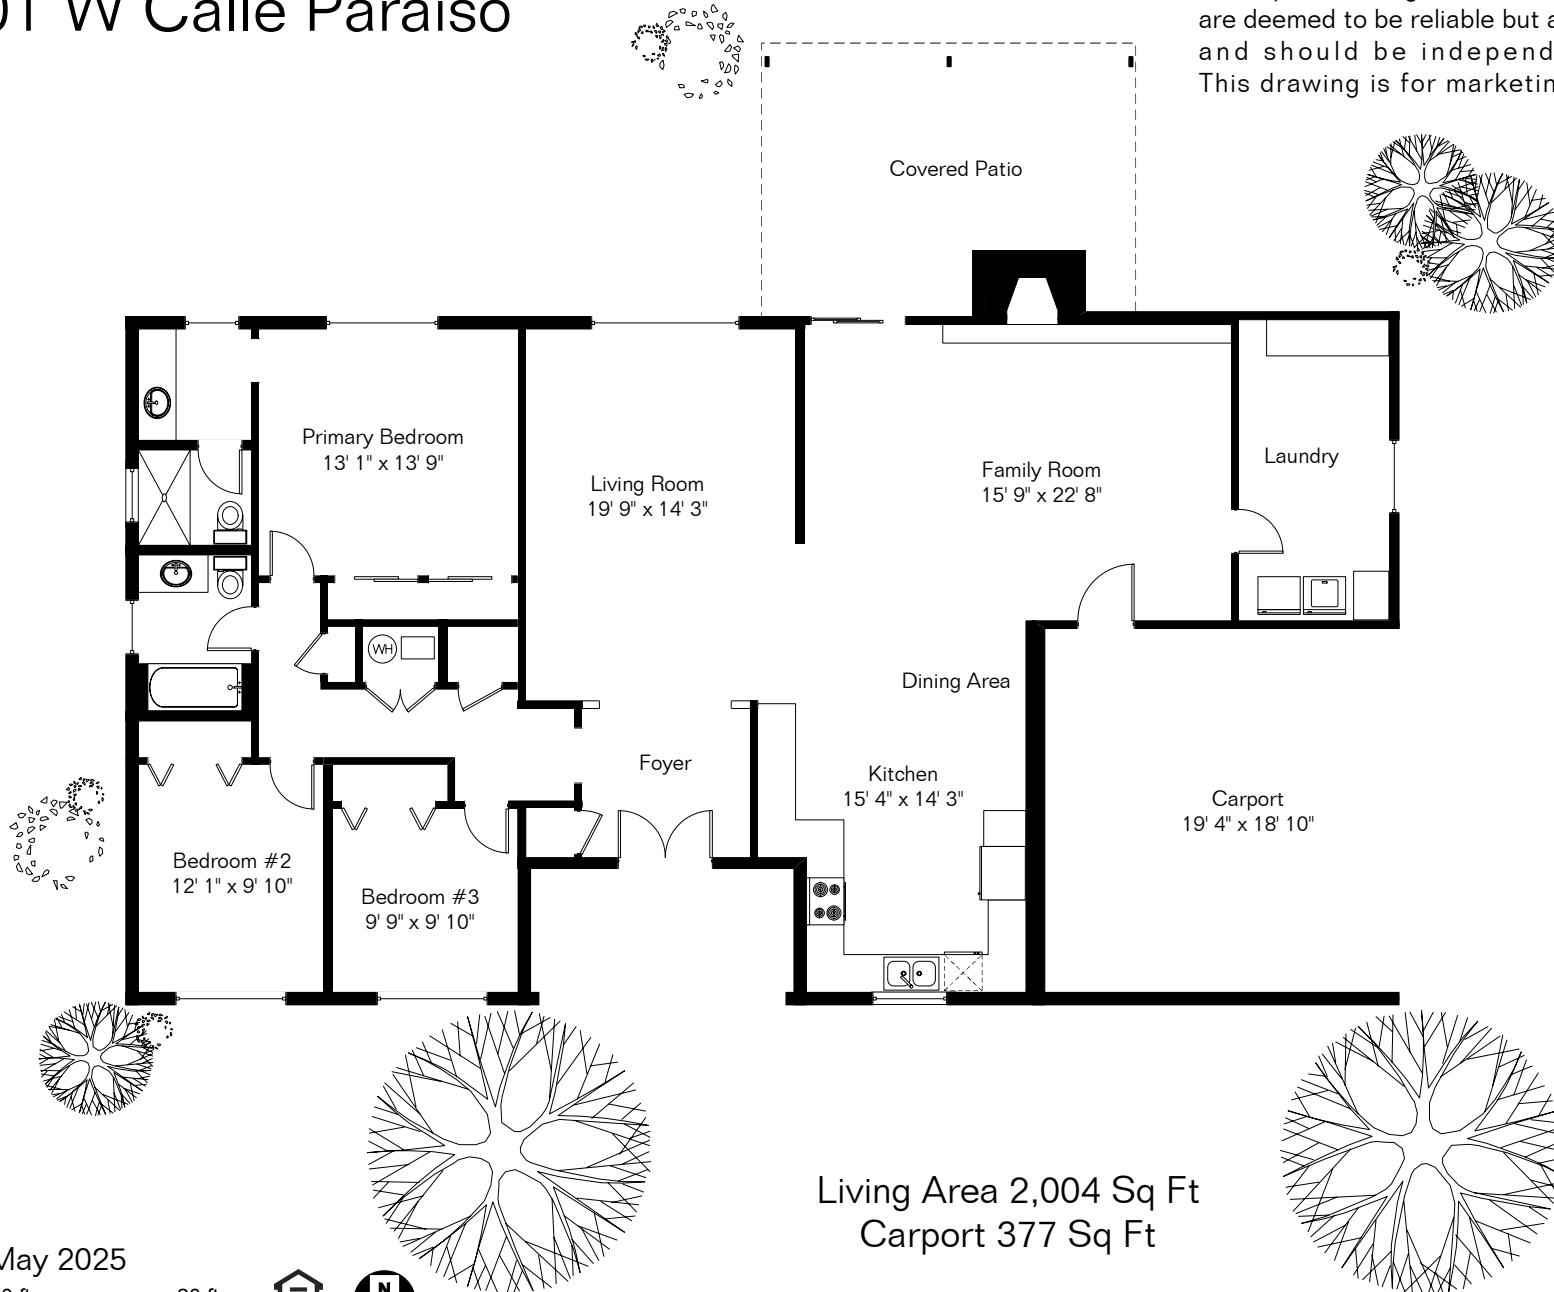 01 W Calle Paraiso
are deemed to be reliable but a
and should be independ
This drawing is for marketin
Covered Patio
Primary Bedroom
13' 1" x 13' 9"
Living Room
19' 9" x 14' 3"
Family Room
15' 9" x 22' 8"
Laundry
WH
Dining Area
Foyer
Kitchen
15' 4" x 14' 3"
Carport
19' 4" x 18' 10"
Bedroom #2
12' 1" x 9' 10"
Bedroom #3
9' 9" x 9' 10"
Living Area 2,004 Sq Ft
Carport 377 Sq Ft
May 2025
N